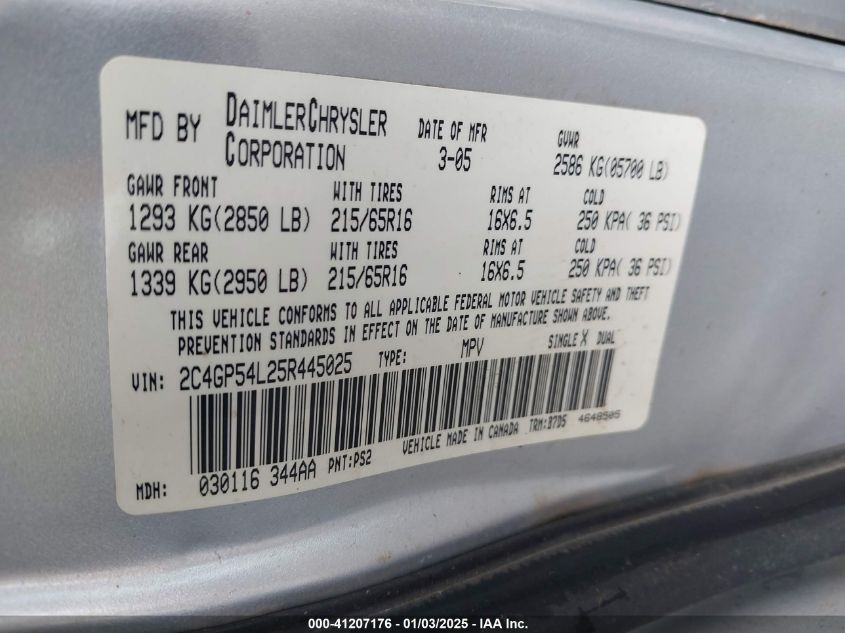 MFD BY DAIMLERCHRYSLER CORPORATION DATE OF MFR 3-05 GVWR 2586 KG(05700 LB)
GAWR FRONT WITH TIRES RIMS AT COLD
1293 KG(2850 LB) 215/65R16 16X6.5 250 KPA( 36 PSI)
GAWR REAR WITH TIRES RIMS AT COLD
1339 KG(2950 LB) 215/65R16 16X6.5 250 KPA( 36 PSI)
THIS VEHICLE CONFORMS TO ALL APPLICABLE FEDERAL MOTOR VEHICLE SAFETY AND THEFT
PREVENTION STANDARDS IN EFFECT ON THE DATE OF MANUFACTURE SHOWN ABOVE.
VIN: 2C4GP54L25R445025 TYPE: MPV SINGLE X DUAL
VEHICLE MADE IN CANADA TRM:B7D5 4648505
MDH: 030116 344AA PNT:PS2
000-41207176 - 01/03/2025 - IAA Inc.